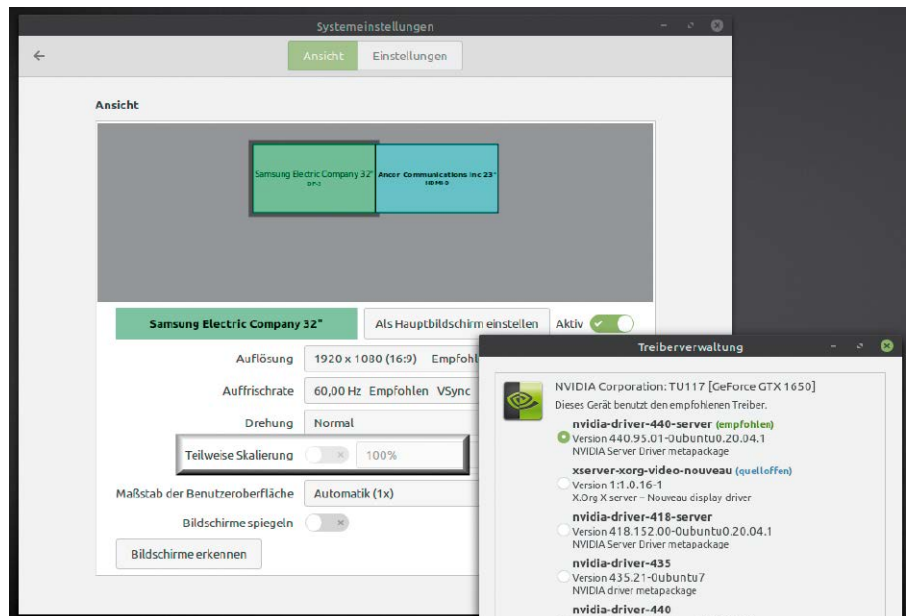 Systemeinstellungen
Ansicht Einstellungen
Ansicht
Samsung Electric Company 32"
DP-2
Ancor Communications Inc 23"
HDMI-0
Samsung Electric Company 32"
Als Hauptbildschirm einstellen
Aktiv
Auflösung 1920 x 1080 (16:9)
Auffrischrate 60,00 Hz Empfohlen VSync
Drehung Normal
Teilweise Skalierung 100%
Maßstab der Benutzeroberfläche Automatik (1x)
Bildschirme spiegeln
Bildschirme erkennen
Treiberverwaltung
NVIDIA Corporation: TU117 [GeForce GTX 1650]
Dieses Gerät benutzt den empfohlenen Treiber.
nvidia-driver-440-server (empfohlen)
Version 440.95.01-0ubuntu0.20.04.1
NVIDIA Server Driver metapackage
xserver-xorg-video-nouveau (quelloffen)
Version 1:1.0.16-1
X.Org X server – Nouveau display driver
nvidia-driver-418-server
Version 418.152.00-0ubuntu0.20.04.1
NVIDIA Server Driver metapackage
nvidia-driver-435
Version 435.21-0ubuntu7
NVIDIA driver metapackage
nvidia-driver-440